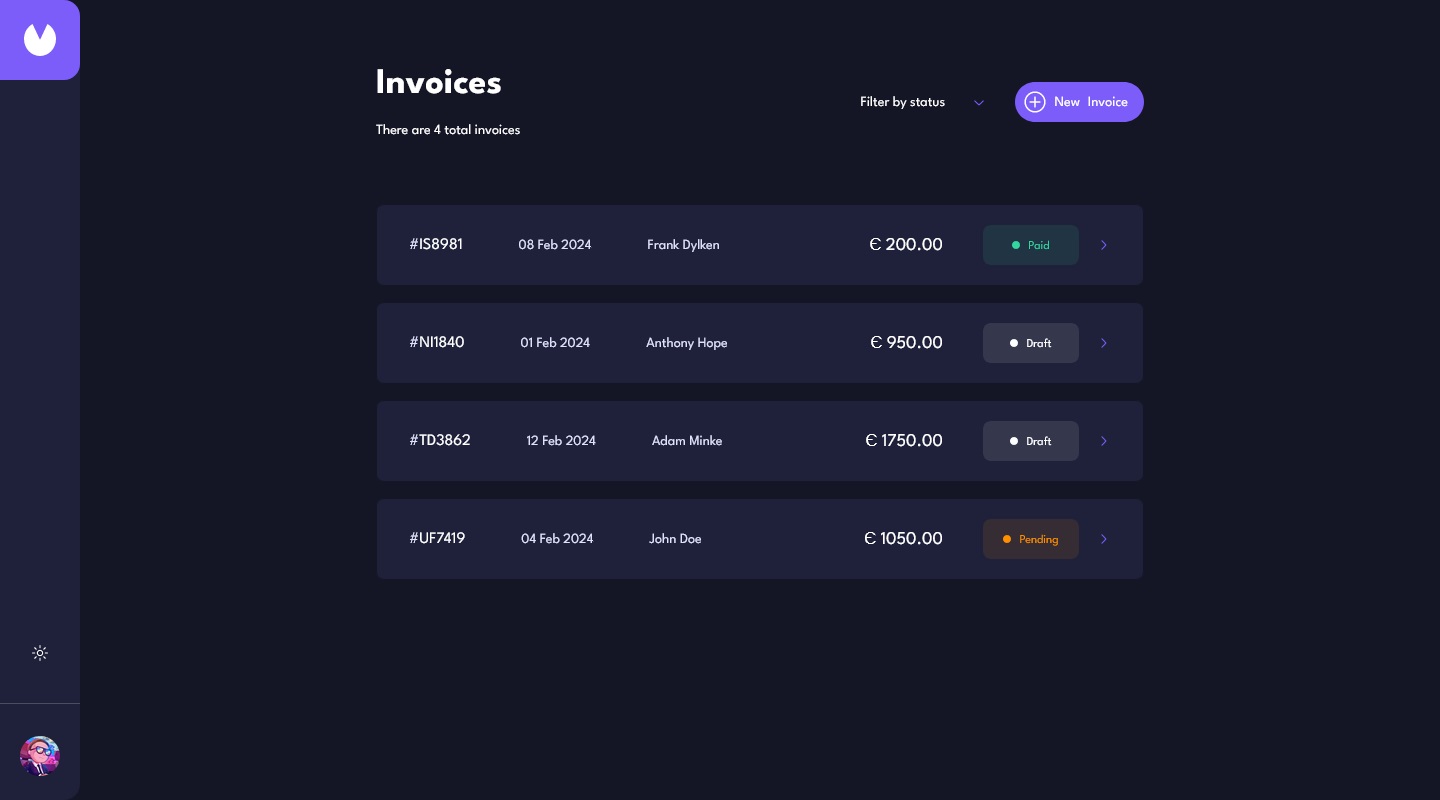 Invoices
There are 4 total invoices
Filter by status
New Invoice
#IS8981 08 Feb 2024 Frank Dylken € 200.00 Paid
#NI1840 01 Feb 2024 Anthony Hope € 950.00 Draft
#TD3862 12 Feb 2024 Adam Minke € 1750.00 Draft
#UF7419 04 Feb 2024 John Doe € 1050.00 Pending